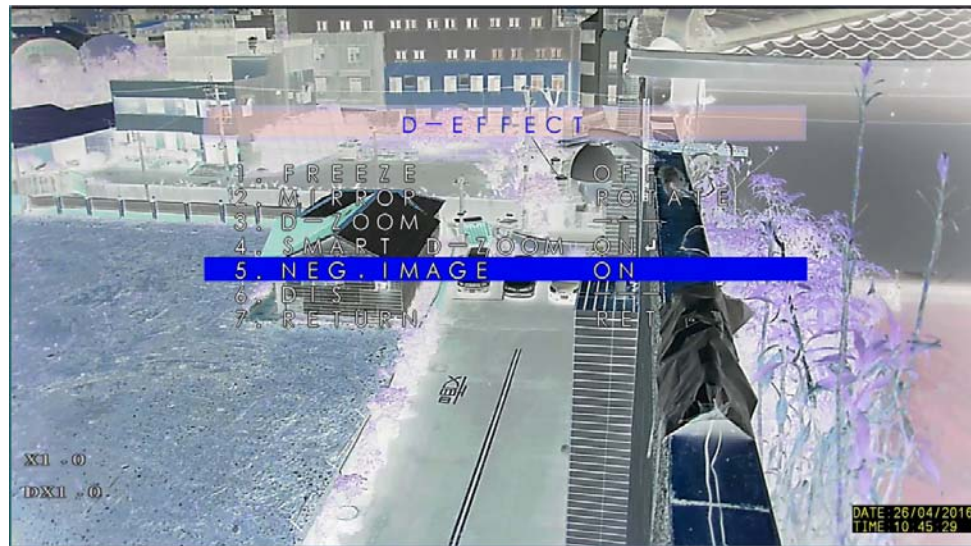 D-EFFECT
1. FREEZE OFF
2. MIRROR ROTATE
3. D-ZOOM
4. SMART D-ZOOM ON↲
5. NEG.IMAGE ON
6. DIS
7. RETURN RET
X1 .0
DX1 .0
DATE:26/04/2016
TIME:10:45:29